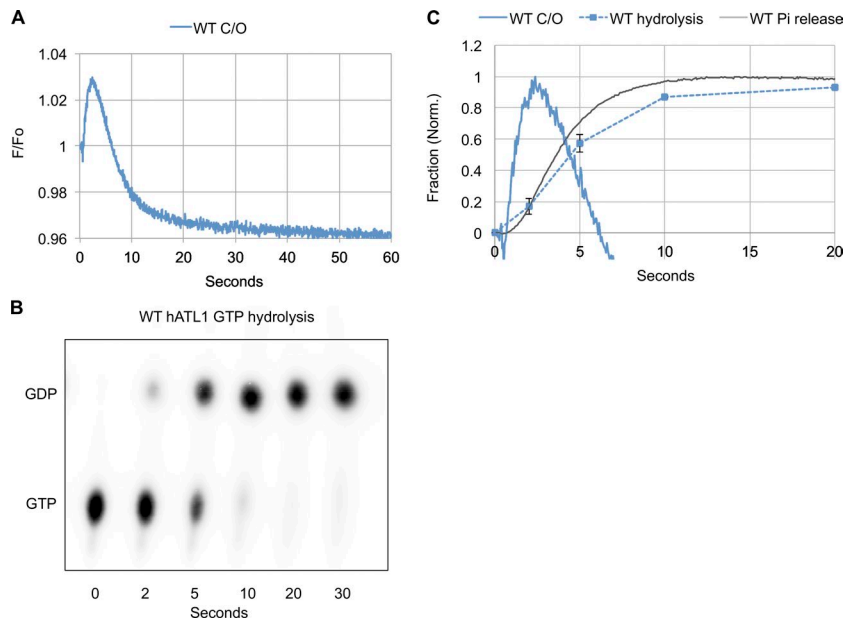 A
WT C/O
1.04
1.02
1
0.98
0.96
F/Fo
0 10 20 30 40 50 60
Seconds
B
WT hATL1 GTP hydrolysis
GDP
GTP
0 2 5 10 20 30
Seconds
C
WT C/O WT hydrolysis WT Pi release
1.2
1
0.8
0.6
0.4
0.2
0
Fraction (Norm.)
0 5 10 20
Seconds